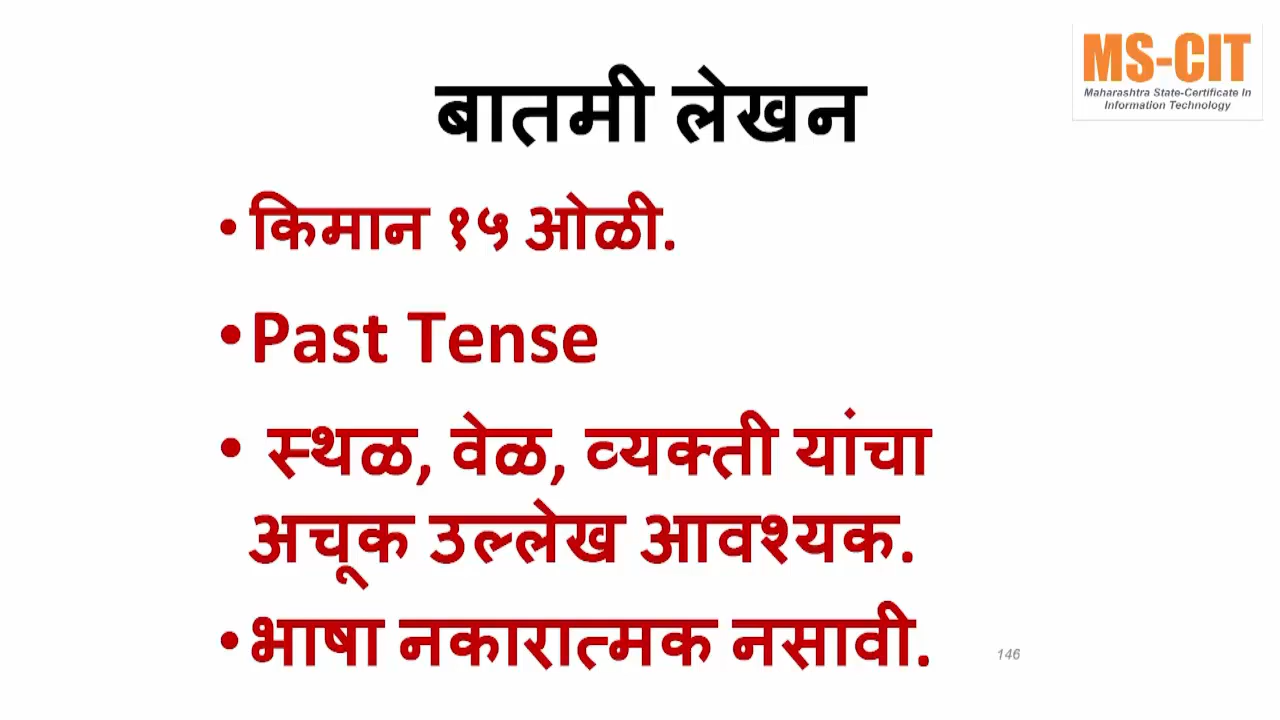 MS-CIT
Maharashtra State-Certificate In
Information Technology
बातमी लेखन
• किमान १५ ओळी.
• Past Tense
• स्थळ, वेळ, व्यक्ती यांचा
अचूक उल्लेख आवश्यक.
• भाषा नकारात्मक नसावी.
146